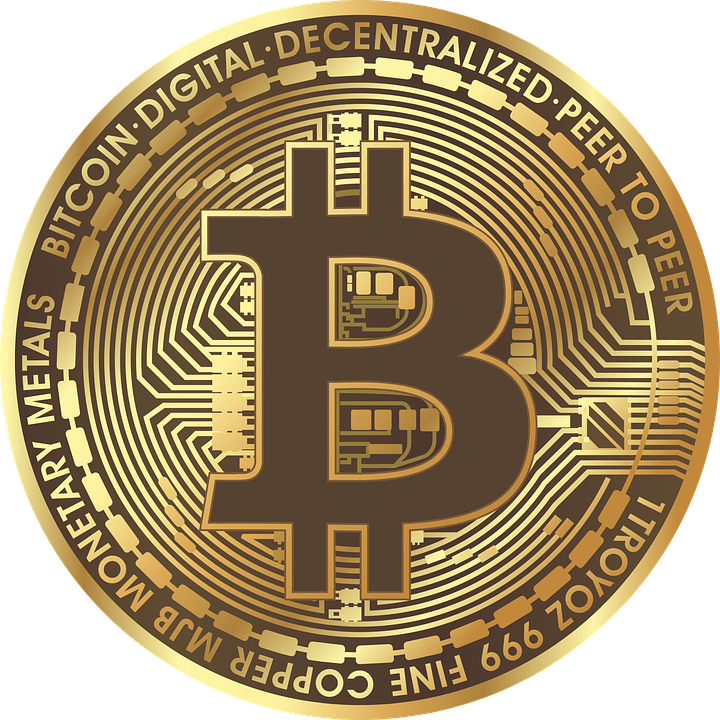 BITCOIN·DIGITAL·DECENTRALIZED·PEER TO PEER
1TROYOZ 999 FINE COPPER MJB MONETARY METALS
B